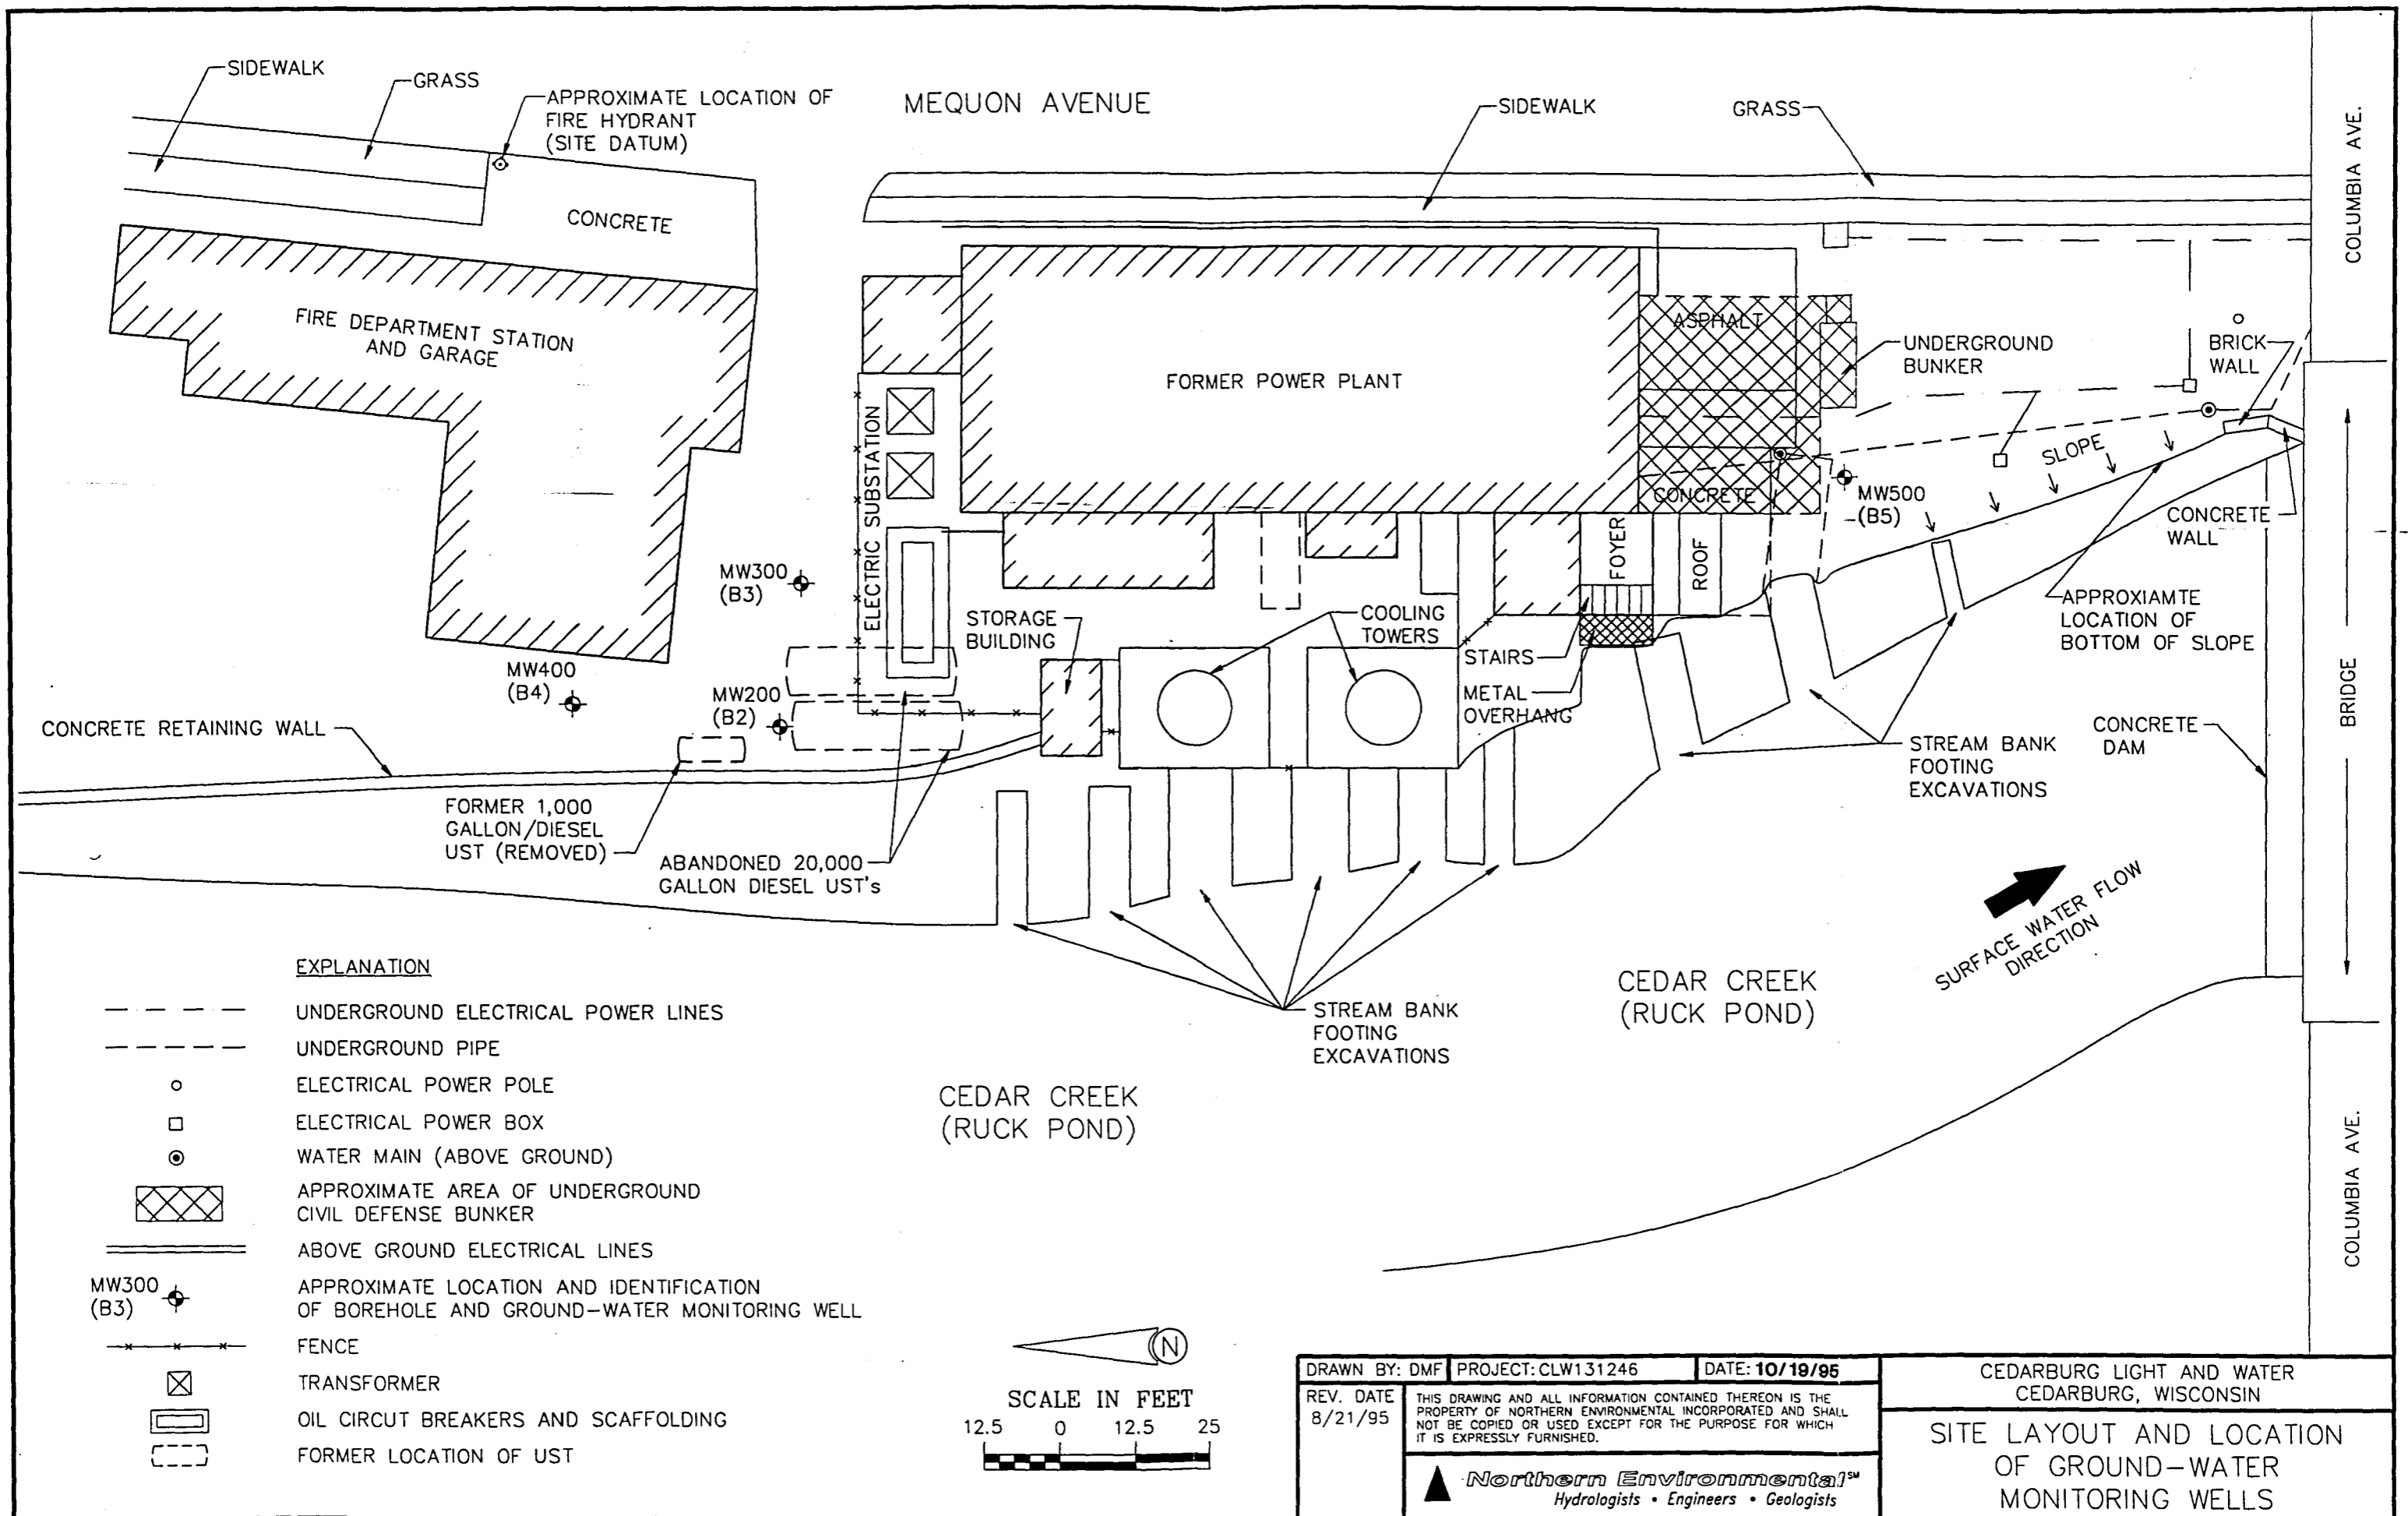 SIDEWALK
GRASS
APPROXIMATE LOCATION OF
FIRE HYDRANT
(SITE DATUM)
MEQUON AVENUE
SIDEWALK
GRASS
COLUMBIA AVE.
CONCRETE
FIRE DEPARTMENT STATION
AND GARAGE
FORMER POWER PLANT
ASPHALT
UNDERGROUND
BUNKER
BRICK
WALL
ELECTRIC SUBSTATION
SLOPE
CONCRETE
MW500
(B5)
CONCRETE
WALL
MW300
(B3)
FOYER
ROOF
STORAGE
BUILDING
COOLING
TOWERS
APPROXIAMTE
LOCATION OF
BOTTOM OF SLOPE
STAIRS
MW400
(B4)
MW200
(B2)
METAL
OVERHANG
BRIDGE
CONCRETE RETAINING WALL
STREAM BANK
FOOTING
EXCAVATIONS
CONCRETE
DAM
FORMER 1,000
GALLON/DIESEL
UST (REMOVED)
ABANDONED 20,000
GALLON DIESEL UST's
SURFACE WATER FLOW
DIRECTION
CEDAR CREEK
(RUCK POND)
STREAM BANK
FOOTING
EXCAVATIONS
CEDAR CREEK
(RUCK POND)
COLUMBIA AVE.
EXPLANATION
UNDERGROUND ELECTRICAL POWER LINES
UNDERGROUND PIPE
ELECTRICAL POWER POLE
ELECTRICAL POWER BOX
WATER MAIN (ABOVE GROUND)
APPROXIMATE AREA OF UNDERGROUND
CIVIL DEFENSE BUNKER
ABOVE GROUND ELECTRICAL LINES
MW300
(B3)
APPROXIMATE LOCATION AND IDENTIFICATION
OF BOREHOLE AND GROUND-WATER MONITORING WELL
FENCE
TRANSFORMER
OIL CIRCUT BREAKERS AND SCAFFOLDING
FORMER LOCATION OF UST
N
SCALE IN FEET
12.5 0 12.5 25
DRAWN BY: DMF PROJECT: CLW131246 DATE: 10/19/95
REV. DATE
8/21/95
THIS DRAWING AND ALL INFORMATION CONTAINED THEREON IS THE
PROPERTY OF NORTHERN ENVIRONMENTAL INCORPORATED AND SHALL
NOT BE COPIED OR USED EXCEPT FOR THE PURPOSE FOR WHICH
IT IS EXPRESSLY FURNISHED.
Northern Environmental SM
Hydrologists • Engineers • Geologists
CEDARBURG LIGHT AND WATER
CEDARBURG, WISCONSIN
SITE LAYOUT AND LOCATION
OF GROUND-WATER
MONITORING WELLS